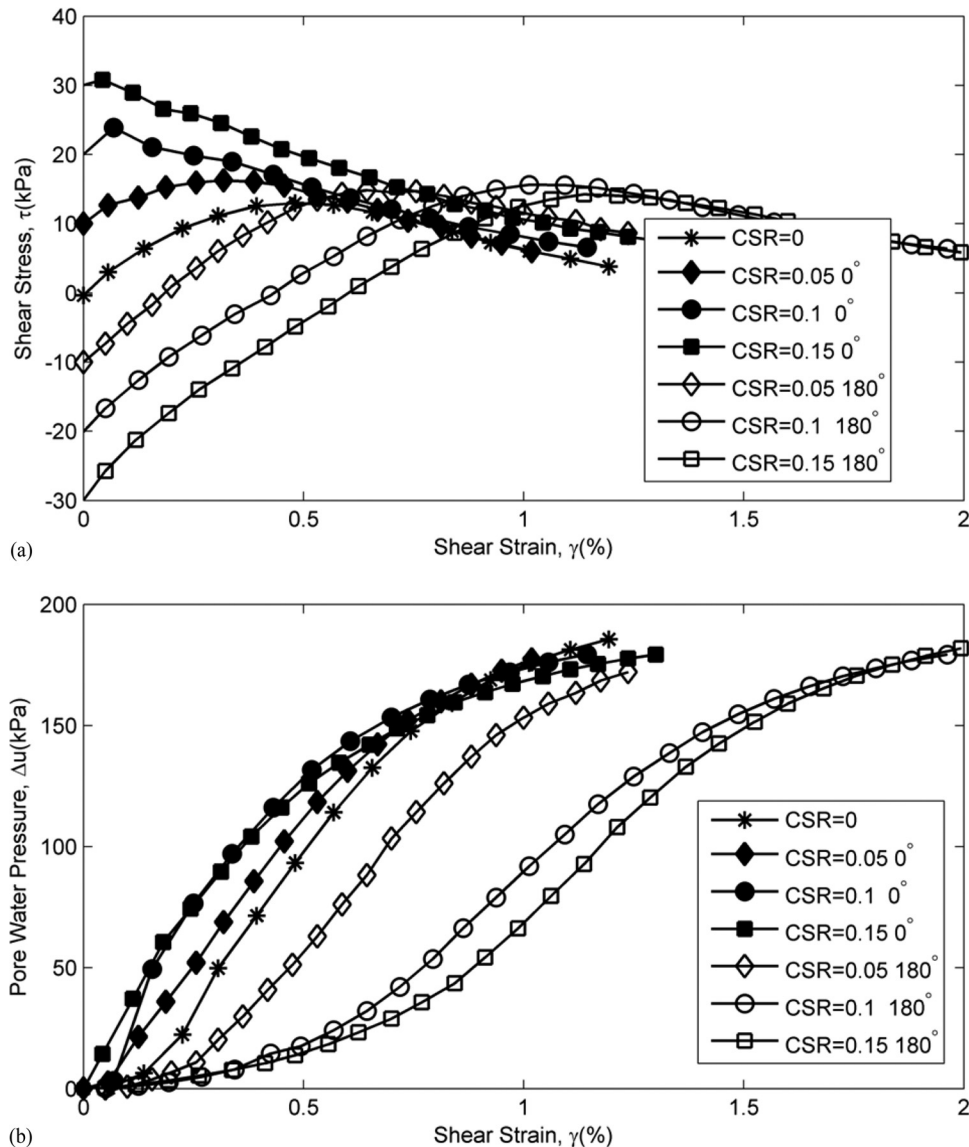 40
30
20
10
0
-10
-20
-30
Shear Stress, τ(kPa)
CSR=0
CSR=0.05 0°
CSR=0.1 0°
CSR=0.15 0°
CSR=0.05 180°
CSR=0.1 180°
CSR=0.15 180°
0 0.5 1 1.5 2
Shear Strain, γ(%)
(a)
200
150
100
50
0
Pore Water Pressure, Δu(kPa)
CSR=0
CSR=0.05 0°
CSR=0.1 0°
CSR=0.15 0°
CSR=0.05 180°
CSR=0.1 180°
CSR=0.15 180°
0 0.5 1 1.5 2
Shear Strain, γ(%)
(b)